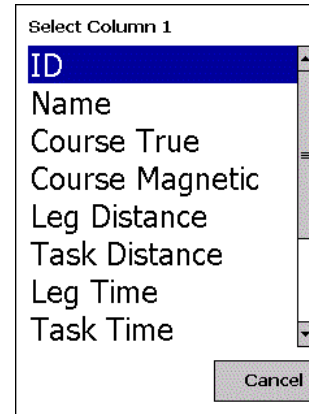 Select Column 1
ID
Name
Course True
Course Magnetic
Leg Distance
Task Distance
Leg Time
Task Time
Cancel